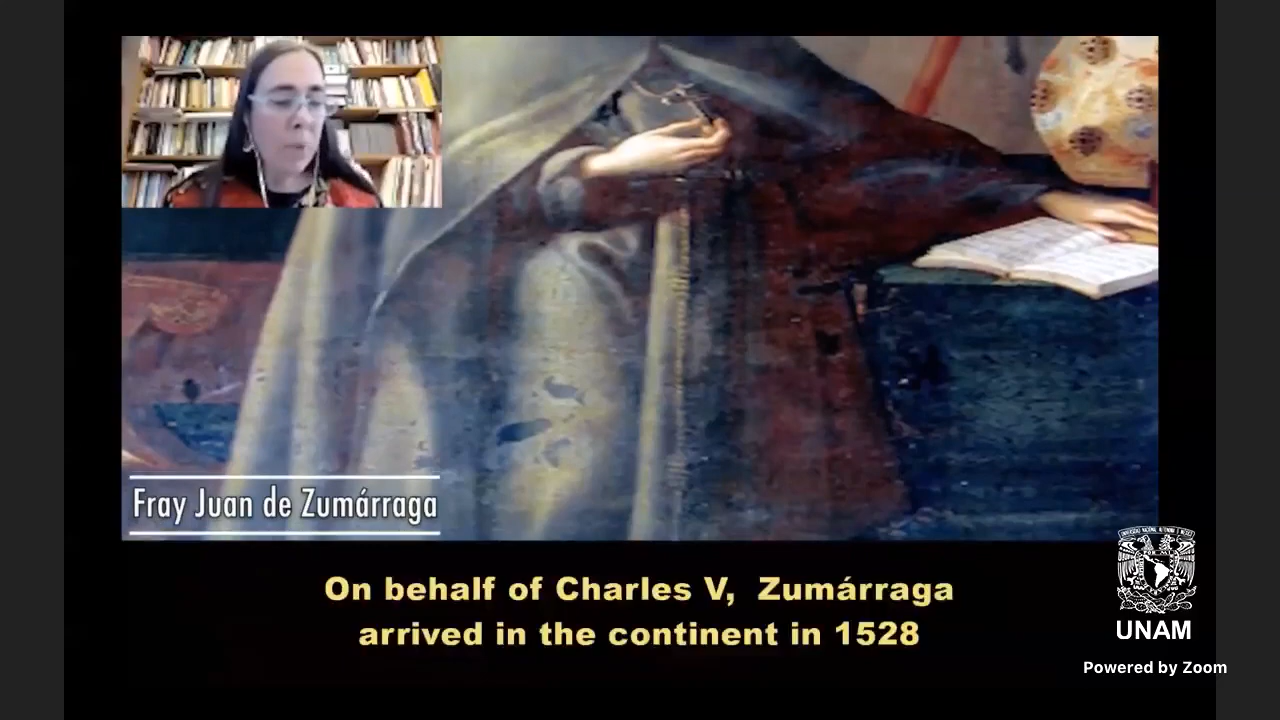 Fray Juan de Zumárraga
On behalf of Charles V, Zumárraga
arrived in the continent in 1528
UNAM
Powered by Zoom